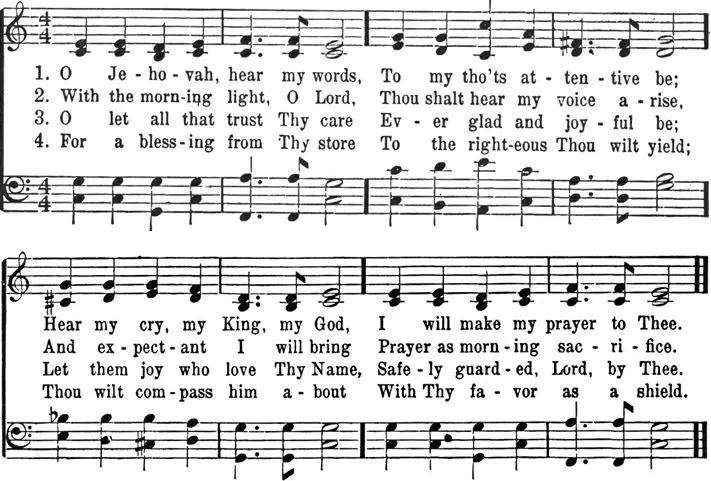 1. O Je - ho - vah, hear my words, To my tho'ts at - ten - tive be;
2. With the morn-ing light, O Lord, Thou shalt hear my voice a - rise,
3. O let all that trust Thy care Ev - er glad and joy - ful be;
4. For a bless-ing from Thy store To the right-eous Thou wilt yield;
Hear my cry, my King, my God, I will make my prayer to Thee.
And ex - pect - ant I will bring Prayer as morn - ing sac - ri - fice.
Let them joy who love Thy Name, Safe - ly guard - ed, Lord, by Thee.
Thou wilt com - pass him a - bout With Thy fa - vor as a shield.